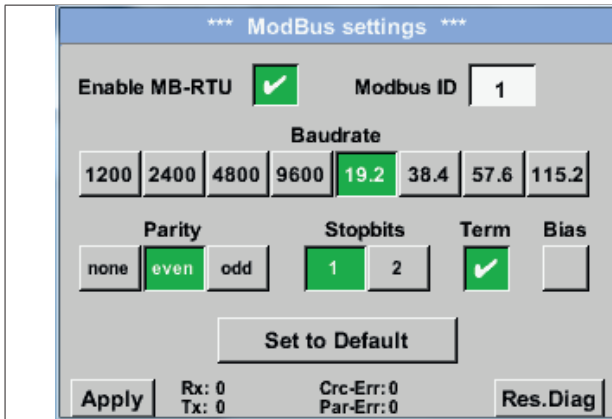 *** ModBus settings ***
Enable MB-RTU ✔ Modbus ID 1
Baudrate
1200 2400 4800 9600 19.2 38.4 57.6 115.2
Parity Stopbits Term Bias
none even odd 1 2 ✔
Set to Default
Apply Rx: 0 Crc-Err: 0 Res.Diag
Tx: 0 Par-Err: 0